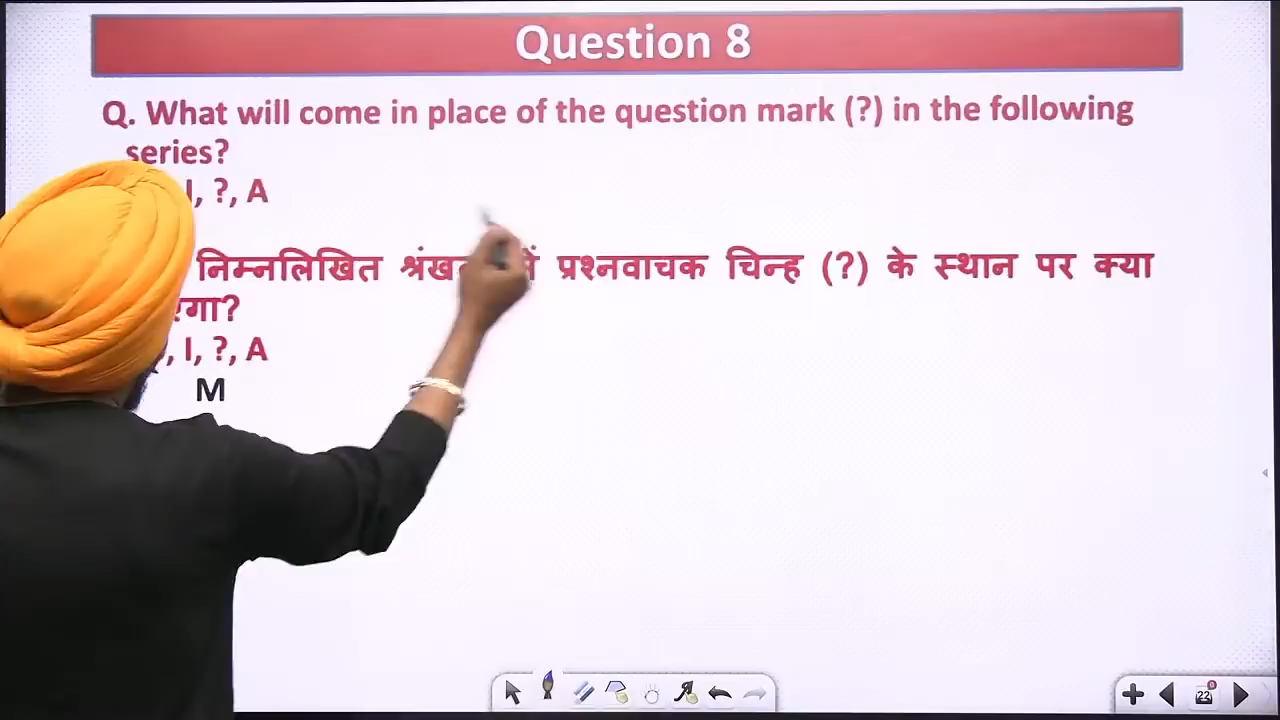 Question 8
Q. What will come in place of the question mark (?) in the following
series?
I, ?, A
निम्नलिखित में प्रश्नवाचक चिन्ह (?) के स्थान पर क्या
I, ?, A
M
22